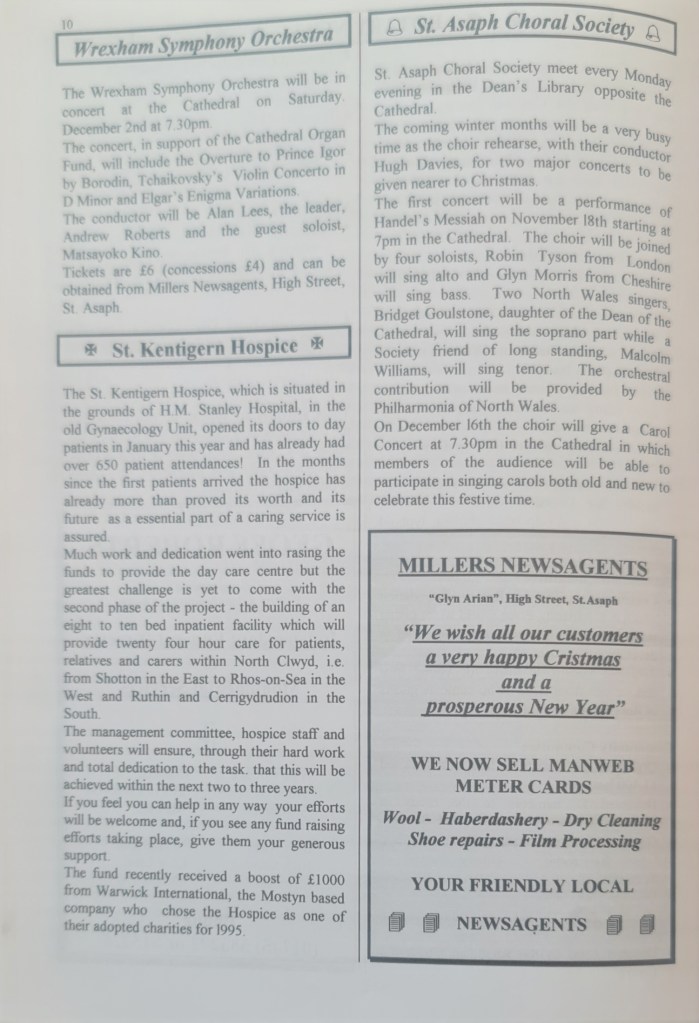 10
Wrexham Symphony Orchestra
The Wrexham Symphony Orchestra will be in
concert at the Cathedral on Saturday.
December 2nd at 7.30pm.
The concert, in support of the Cathedral Organ
Fund, will include the Overture to Prince Igor
by Borodin, Tchaikovsky's Violin Concerto in
D Minor and Elgar's Enigma Variations.
The conductor will be Alan Lees, the leader,
Andrew Roberts and the guest soloist,
Matsayoko Kino.
Tickets are £6 (concessions £4) and can be
obtained from Millers Newsagents, High Street,
St. Asaph.
✠ St. Kentigern Hospice ✠
The St. Kentigern Hospice, which is situated in
the grounds of H.M. Stanley Hospital, in the
old Gynaecology Unit, opened its doors to day
patients in January this year and has already had
over 650 patient attendances! In the months
since the first patients arrived the hospice has
already more than proved its worth and its
future as a essential part of a caring service is
assured.
Much work and dedication went into rasing the
funds to provide the day care centre but the
greatest challenge is yet to come with the
second phase of the project - the building of an
eight to ten bed inpatient facility which will
provide twenty four hour care for patients,
relatives and carers within North Clwyd, i.e.
from Shotton in the East to Rhos-on-Sea in the
West and Ruthin and Cerrigydrudion in the
South.
The management committee, hospice staff and
volunteers will ensure, through their hard work
and total dedication to the task. that this will be
achieved within the next two to three years.
If you feel you can help in any way your efforts
will be welcome and, if you see any fund raising
efforts taking place, give them your generous
support.
The fund recently received a boost of £1000
from Warwick International, the Mostyn based
company who chose the Hospice as one of
their adopted charities for 1995.
St. Asaph Choral Society
St. Asaph Choral Society meet every Monday
evening in the Dean's Library opposite the
Cathedral.
The coming winter months will be a very busy
time as the choir rehearse, with their conductor
Hugh Davies, for two major concerts to be
given nearer to Christmas.
The first concert will be a performance of
Handel's Messiah on November 18th starting at
7pm in the Cathedral. The choir will be joined
by four soloists, Robin Tyson from London
will sing alto and Glyn Morris from Cheshire
will sing bass. Two North Wales singers,
Bridget Goulstone, daughter of the Dean of the
Cathedral, will sing the soprano part while a
Society friend of long standing, Malcolm
Williams, will sing tenor. The orchestral
contribution will be provided by the
Philharmonia of North Wales.
On December 16th the choir will give a Carol
Concert at 7.30pm in the Cathedral in which
members of the audience will be able to
participate in singing carols both old and new to
celebrate this festive time.
MILLERS NEWSAGENTS
"Glyn Arian", High Street, St.Asaph
"We wish all our customers
a very happy Cristmas
and a
prosperous New Year"
WE NOW SELL MANWEB
METER CARDS
Wool - Haberdashery - Dry Cleaning
Shoe repairs - Film Processing
YOUR FRIENDLY LOCAL
NEWSAGENTS